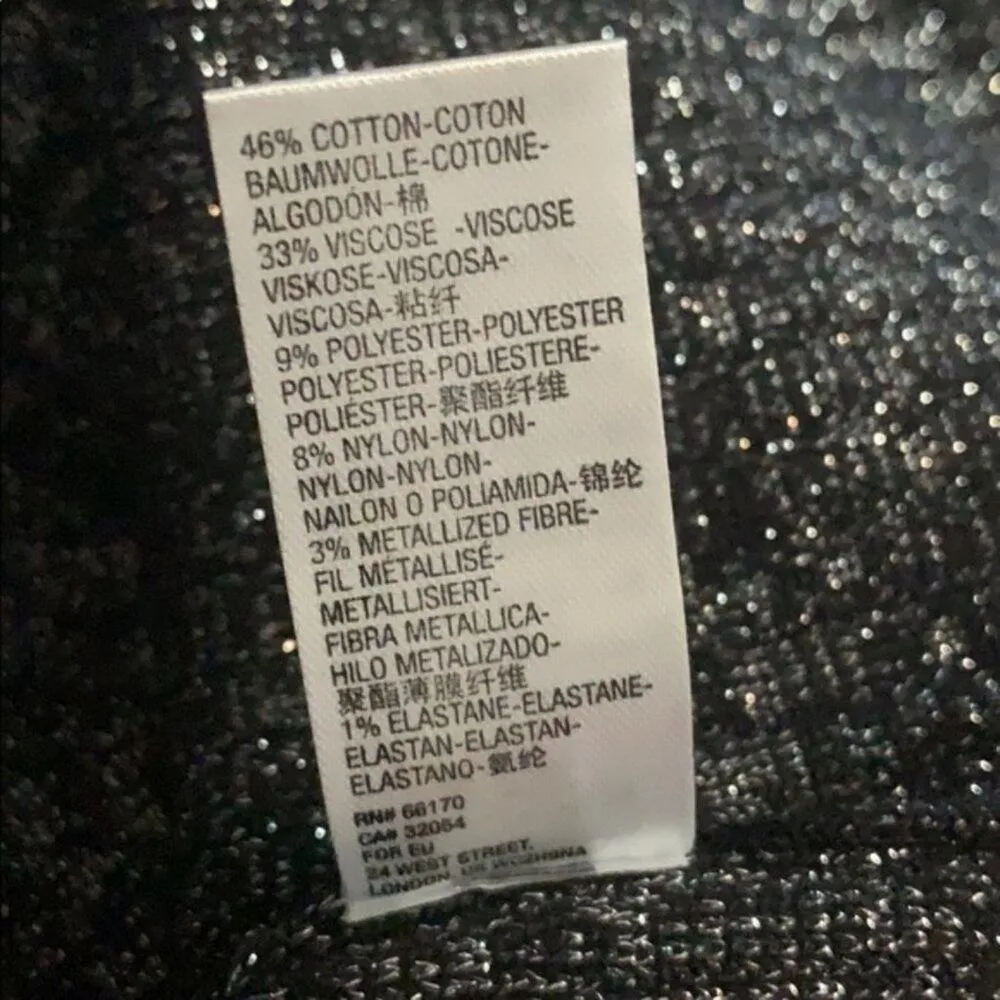 46% COTTON-COTON
BAUMWOLLE-COTONE-
ALGODÓN-棉
33% VISCOSE -VISCOSE
VISKOSE-VISCOSA-
VISCOSA-粘纤
9% POLYESTER-POLYESTER
POLYESTER-POLIESTERE-
POLIÉSTER-聚酯纤维
8% NYLON-NYLON-
NYLON-NYLON-
NAILON O POLIAMIDA-锦纶
3% METALLIZED FIBRE-
FIL MÉTALLISÉ-
METALLISIERT-
FIBRA METALLICA-
HILO METALIZADO-
聚酯薄膜纤维
1% ELASTANE-ELASTANE-
ELASTAN-ELASTAN-
ELASTANO-氨纶
RN# 66170
CA# 32054
FOR EU
24 WEST STREET.
LONDON